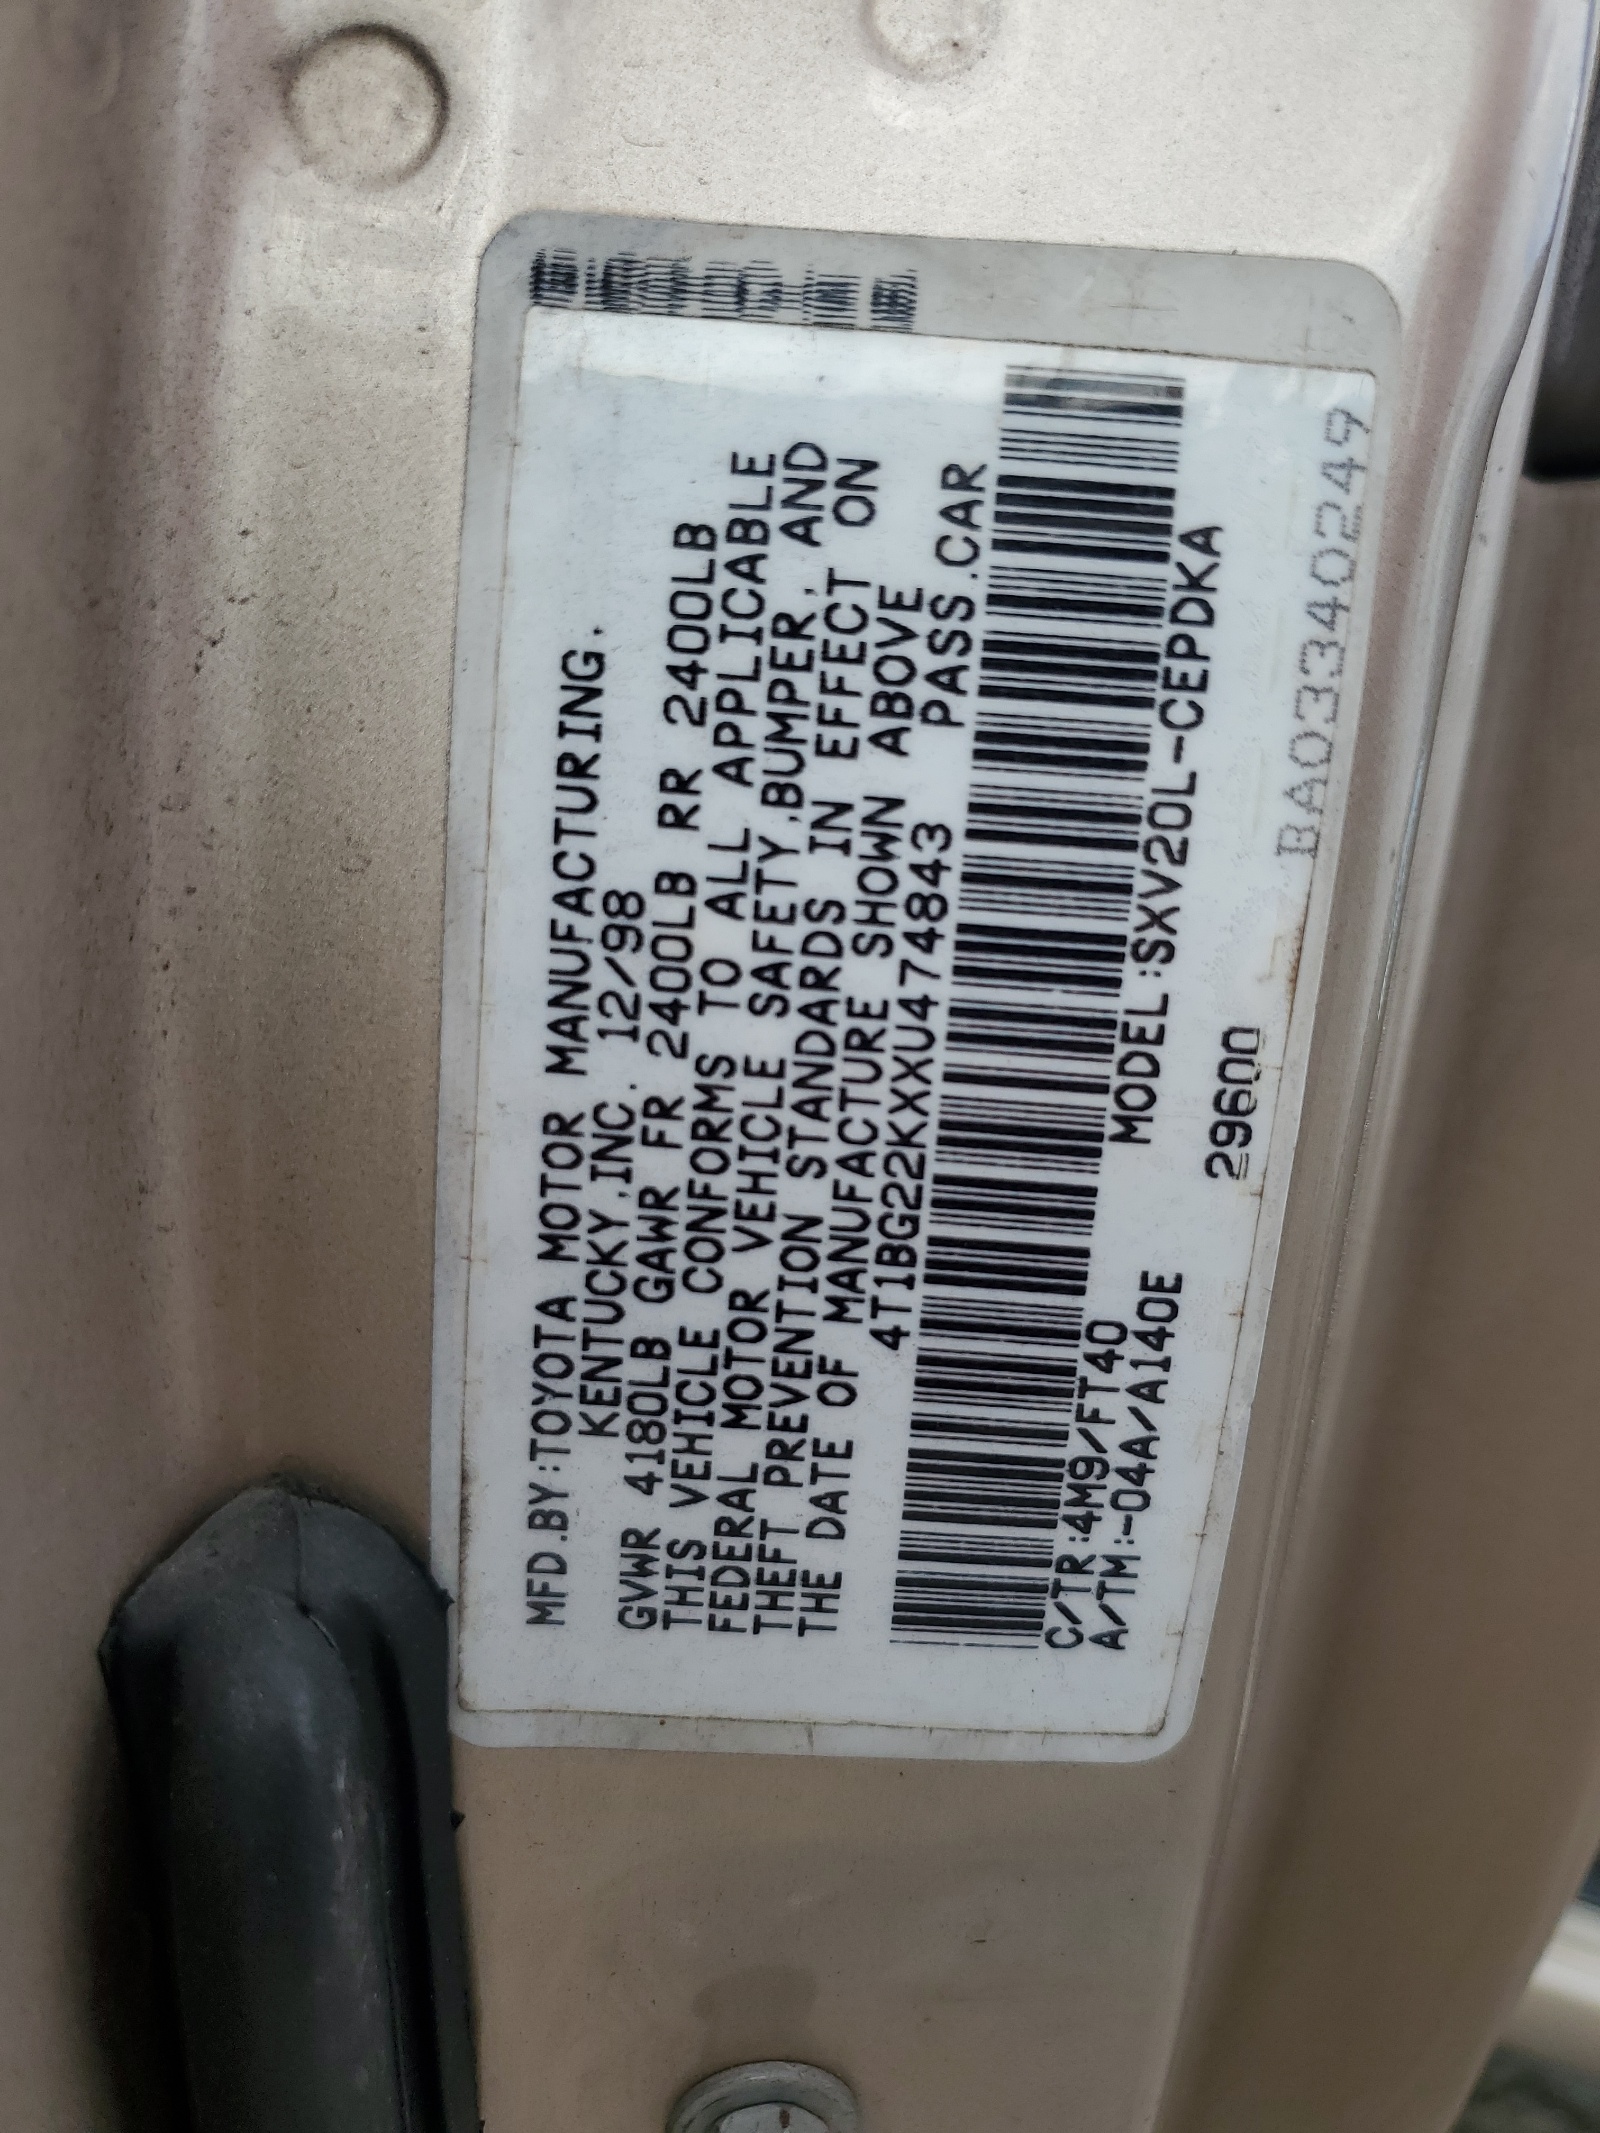 MFD.BY:TOYOTA MOTOR MANUFACTURING.
KENTUCKY,INC. 12/98
GVWR 4180LB GAWR FR 2400LB RR 2400LB
THIS VEHICLE CONFORMS TO ALL APPLICABLE
FEDERAL MOTOR VEHICLE SAFETY,BUMPER, AND
THEFT PREVENTION STANDARDS IN EFFECT ON
THE DATE OF MANUFACTURE SHOWN ABOVE
4T1BG22KXXU474843 PASS.CAR
C/TR:4M9/FT40 MODEL:SXV20L-CEPDKA
A/TM:-04A/A140E 29600
BA03340249